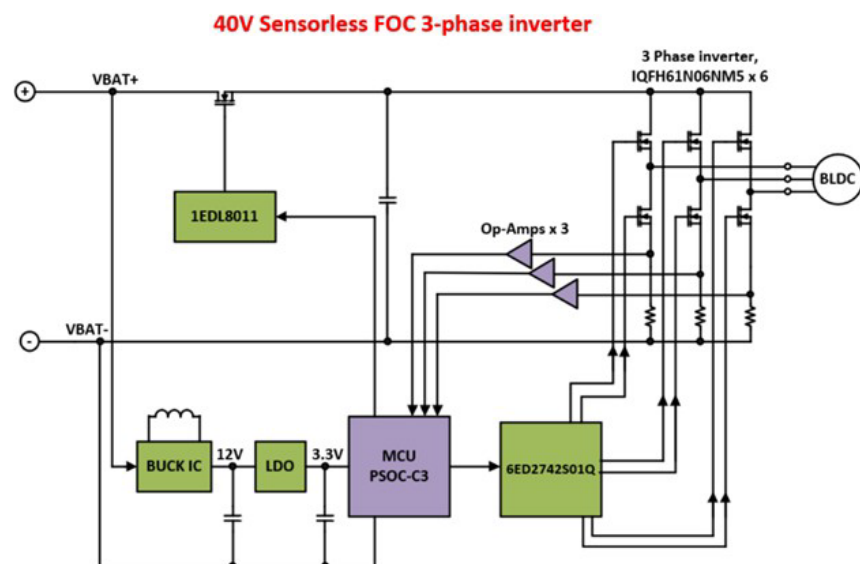 40V Sensorless FOC 3-phase inverter
3 Phase inverter,
IQFH61N06NM5 x 6
VBAT+
+
BLDC
1EDL8011
Op-Amps x 3
VBAT-
-
MCU
PSOC-C3
6ED2742S01Q
BUCK IC
12V
LDO
3.3V